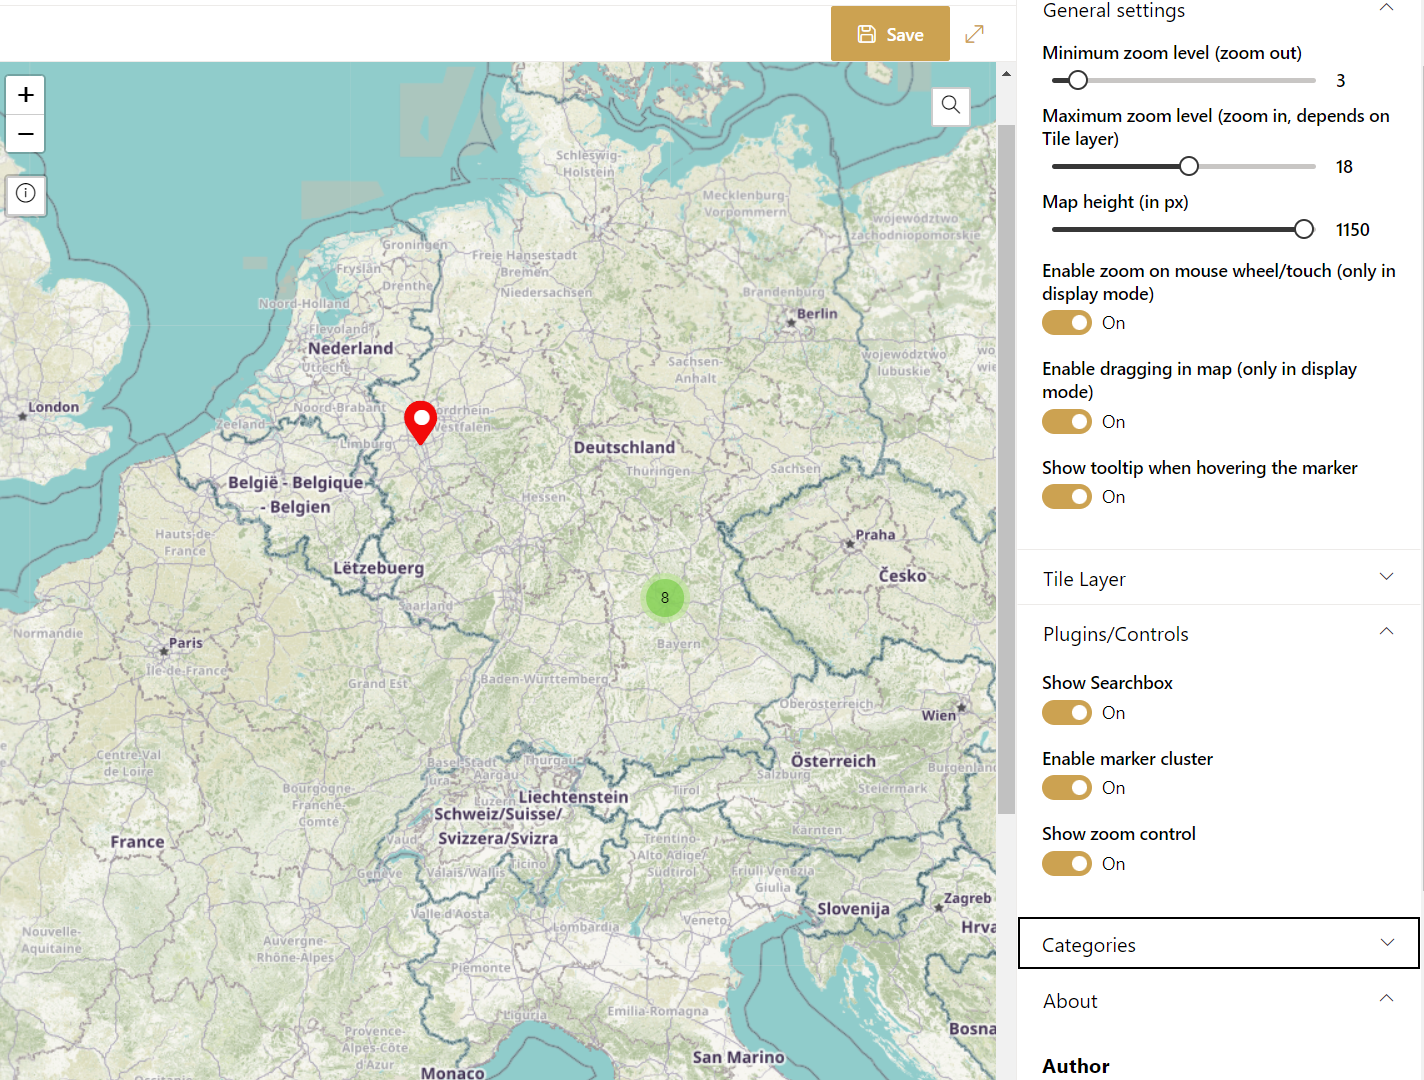 Save
+
−
Schleswig-
Holstein
Mecklenburg-
Vorpommern
województwo
zachodniopomorskie
Groningen
Fryslân
Drenthe
Freie Hansestadt
Bremen
Niedersachsen
Noord-Holland
Brandenburg
Berlin
Flevoland
Nederland
Utrecht
województwo
lubuskie
Sachsen-
Anhalt
London
Noord-Brabant
Zeeland
Limburg
ordrhein-
Westfalen
Deutschland
Thüringen
Sachsen
België - Belgique
- Belgien
Hessen
Hauts-de-
France
Praha
Lëtzebuerg
Česko
8
Saarland
Normandie
Paris
Île-de-France
Bayern
Grand Est
Baden-Württemberg
Oberösterreich
Wien
Centre-Val
de Loire
Basel-Stadt
Thurgau
Jura
Aargau
Österreich
Salzburg
Burgenland
Bourgogne-
Franche-
Comté
Luzern
Liechtenstein
Tirol
Steiermark
Schweiz/Suisse/
Svizzera/Svizra
France
Vaud
Kärnten
Trentino-
Alto Adige/
Südtirol
Genève
Valais/Wallis
Ticino
Friuli Venezia
Giulia
Zagreb
Slovenija
Valle d'Aosta
Lombardia
Veneto
Hrva
Nouvelle-
Aquitaine
Auvergne-
Rhône-Alpes
Piemonte
Liguria
Emilia-Romagna
Bosna
Provence-
Alpes-Côte
d'Azur
San Marino
Monaco
Occitanie
General settings
Minimum zoom level (zoom out)
3
Maximum zoom level (zoom in, depends on
Tile layer)
18
Map height (in px)
1150
Enable zoom on mouse wheel/touch (only in
display mode)
On
Enable dragging in map (only in display
mode)
On
Show tooltip when hovering the marker
On
Tile Layer
Plugins/Controls
Show Searchbox
On
Enable marker cluster
On
Show zoom control
On
Categories
About
Author